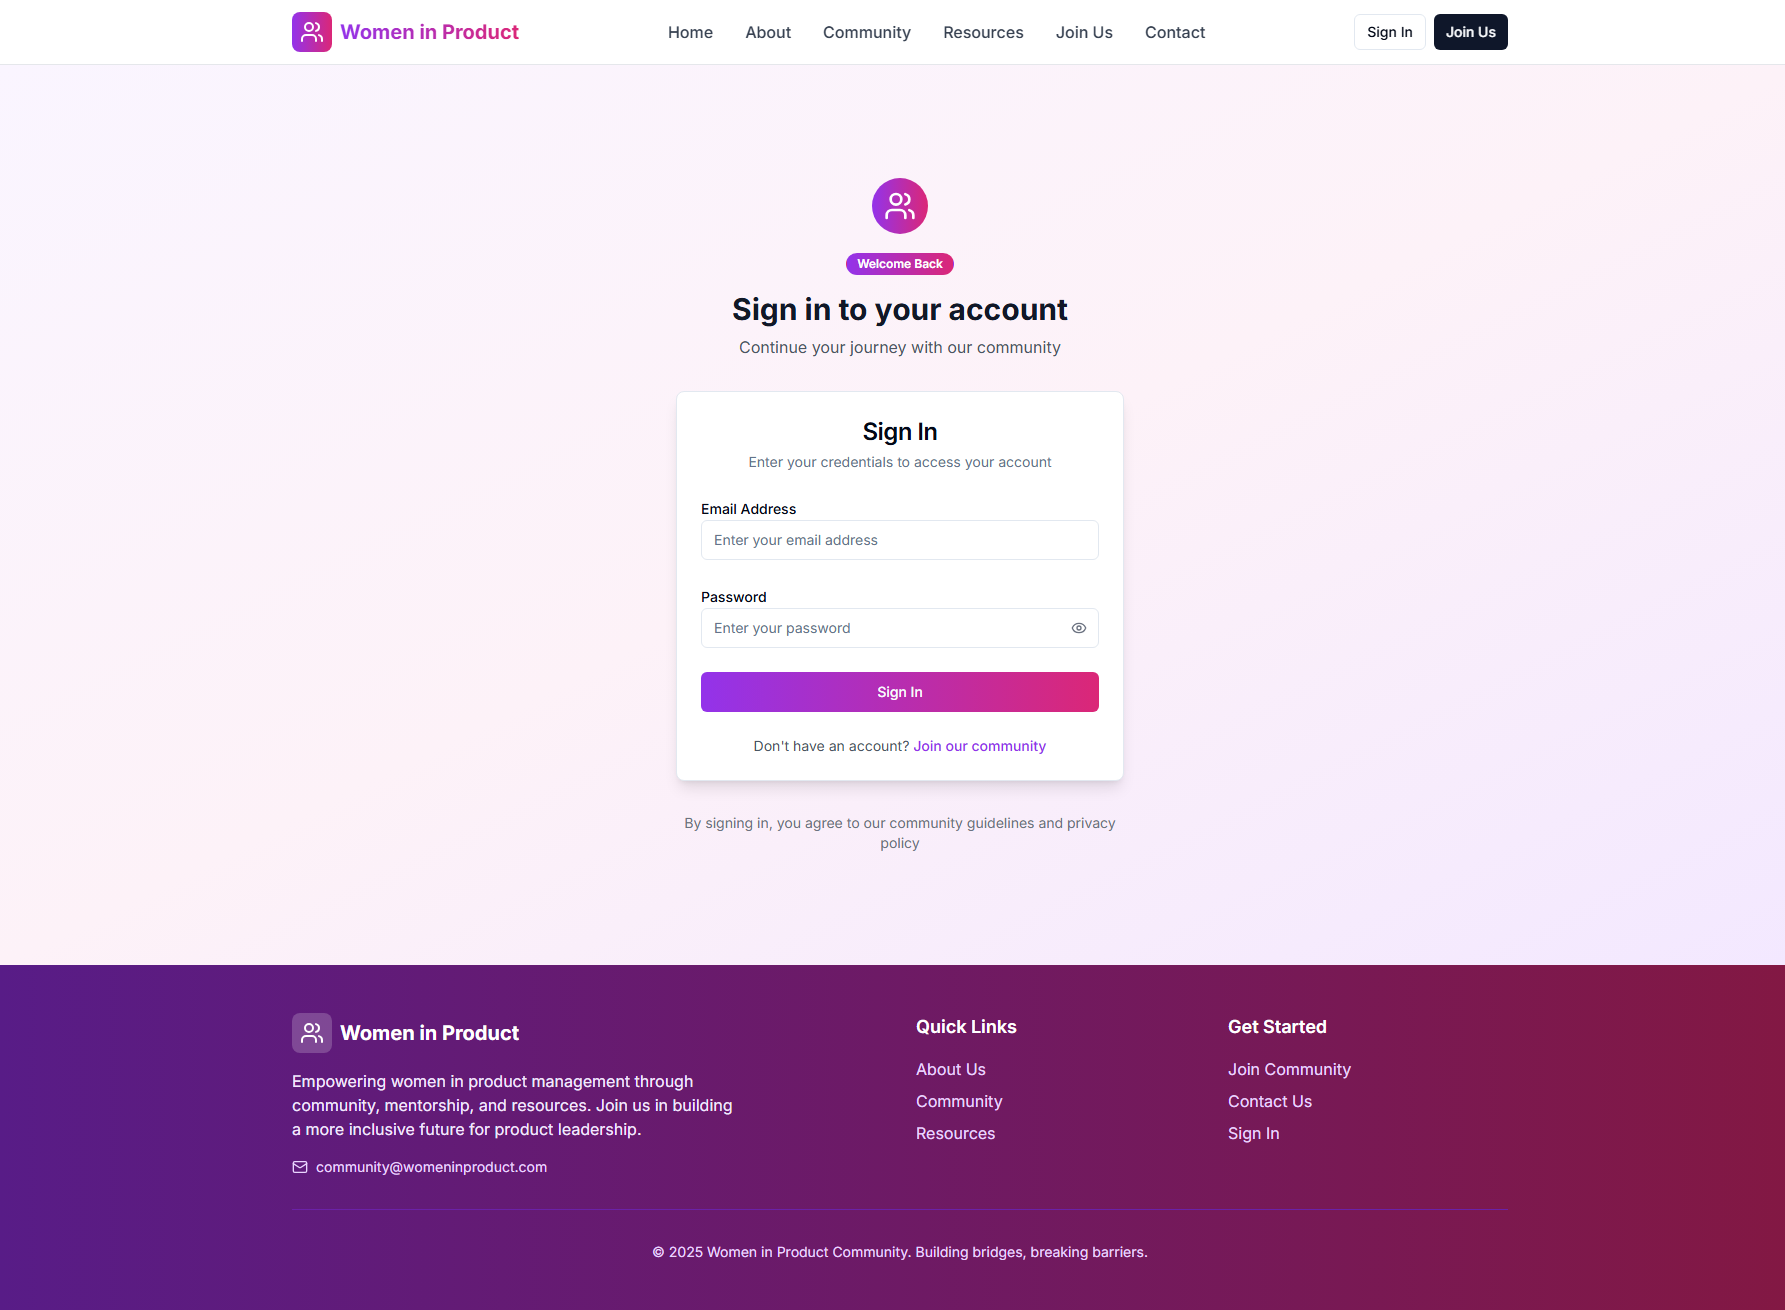 Women in Product
Home About Community Resources Join Us Contact
Sign In Join Us
Welcome Back
Sign in to your account
Continue your journey with our community
Sign In
Enter your credentials to access your account
Email Address
Enter your email address
Password
Enter your password
Sign In
Don't have an account? Join our community
By signing in, you agree to our community guidelines and privacy
policy
Women in Product
Empowering women in product management through
community, mentorship, and resources. Join us in building
a more inclusive future for product leadership.
community@womeninproduct.com
Quick Links
About Us
Community
Resources
Get Started
Join Community
Contact Us
Sign In
© 2025 Women in Product Community. Building bridges, breaking barriers.